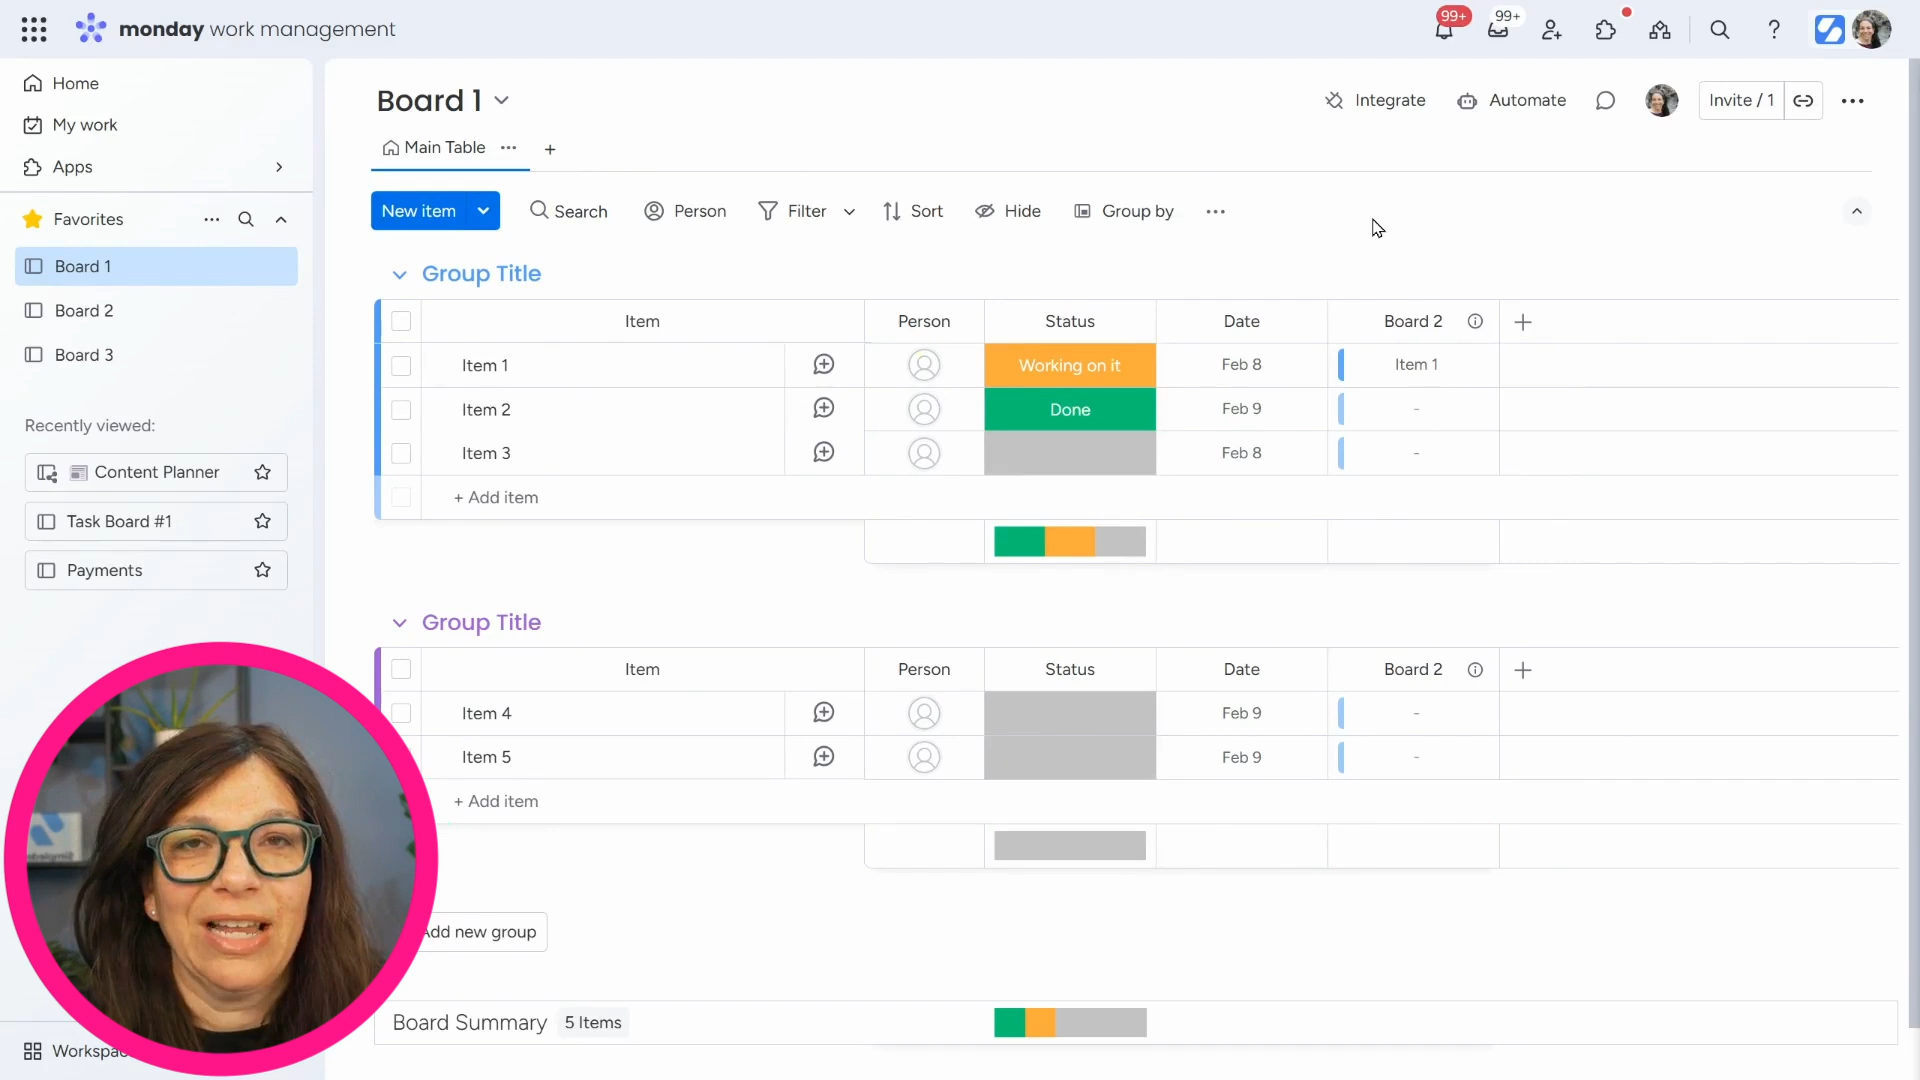 monday work management
99+
99+
Home
My work
Apps
Favorites
Board 1
Board 2
Board 3
Recently viewed:
Content Planner
Task Board #1
Payments
Board 1
Integrate
Automate
Invite / 1
Main Table
New item
Search
Person
Filter
Sort
Hide
Group by
Group Title
Item Person Status Date Board 2
Item 1 Working on it Feb 8 Item 1
Item 2 Done Feb 9 -
Item 3 Feb 8 -
+ Add item
Group Title
Item Person Status Date Board 2
Item 4 Feb 9 -
Item 5 Feb 9 -
+ Add item
Add new group
Board Summary 5 Items